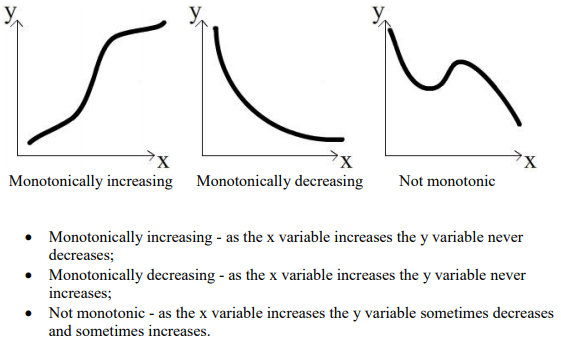 y y y
x x x
Monotonically increasing Monotonically decreasing Not monotonic
• Monotonically increasing - as the x variable increases the y variable never
decreases;
• Monotonically decreasing - as the x variable increases the y variable never
increases;
• Not monotonic - as the x variable increases the y variable sometimes decreases
and sometimes increases.